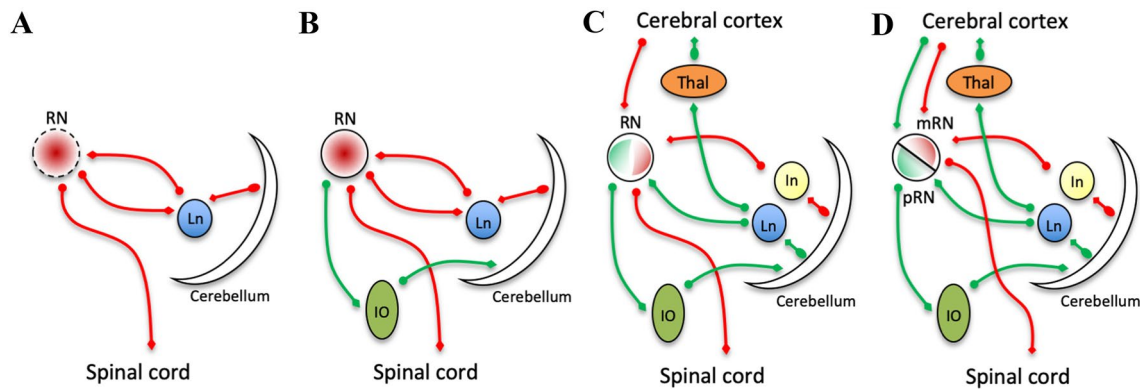 A
RN
Ln
Cerebellum
Spinal cord
B
RN
Ln
IO
Cerebellum
Spinal cord
C
Cerebral cortex
Thal
RN
In
Ln
IO
Cerebellum
Spinal cord
D
Cerebral cortex
Thal
mRN
pRN
In
Ln
IO
Cerebellum
Spinal cord